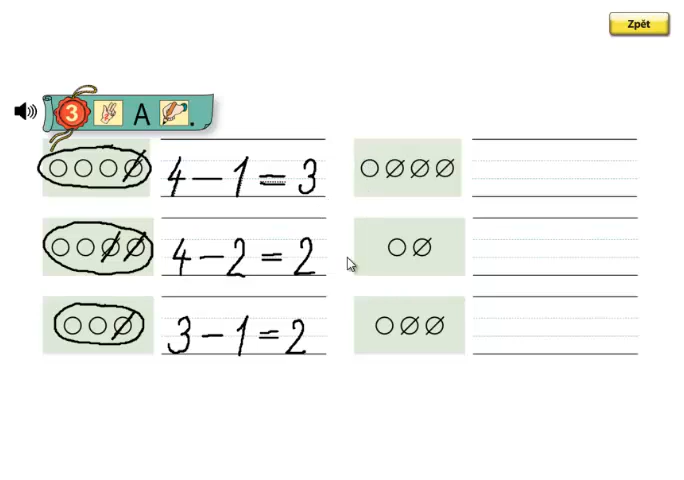 Zpět
3 A .
4 - 1 = 3
4 - 2 = 2
3 - 1 = 2